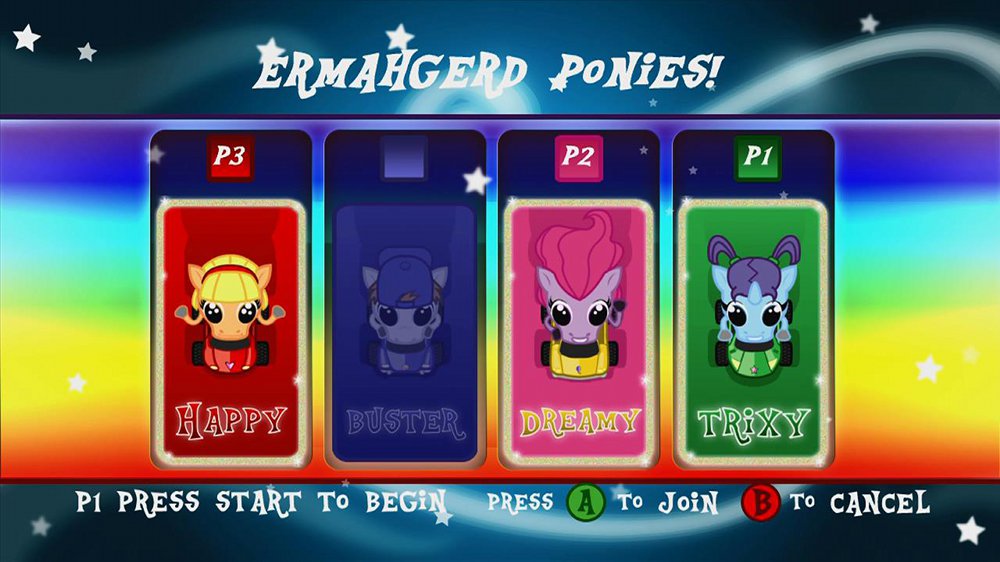 ERMAHGERD PONIES!
P3 P2 P1
HAPPY BUSTER DREAMY TRIXY
P1 PRESS START TO BEGIN PRESS A TO JOIN B TO CANCEL